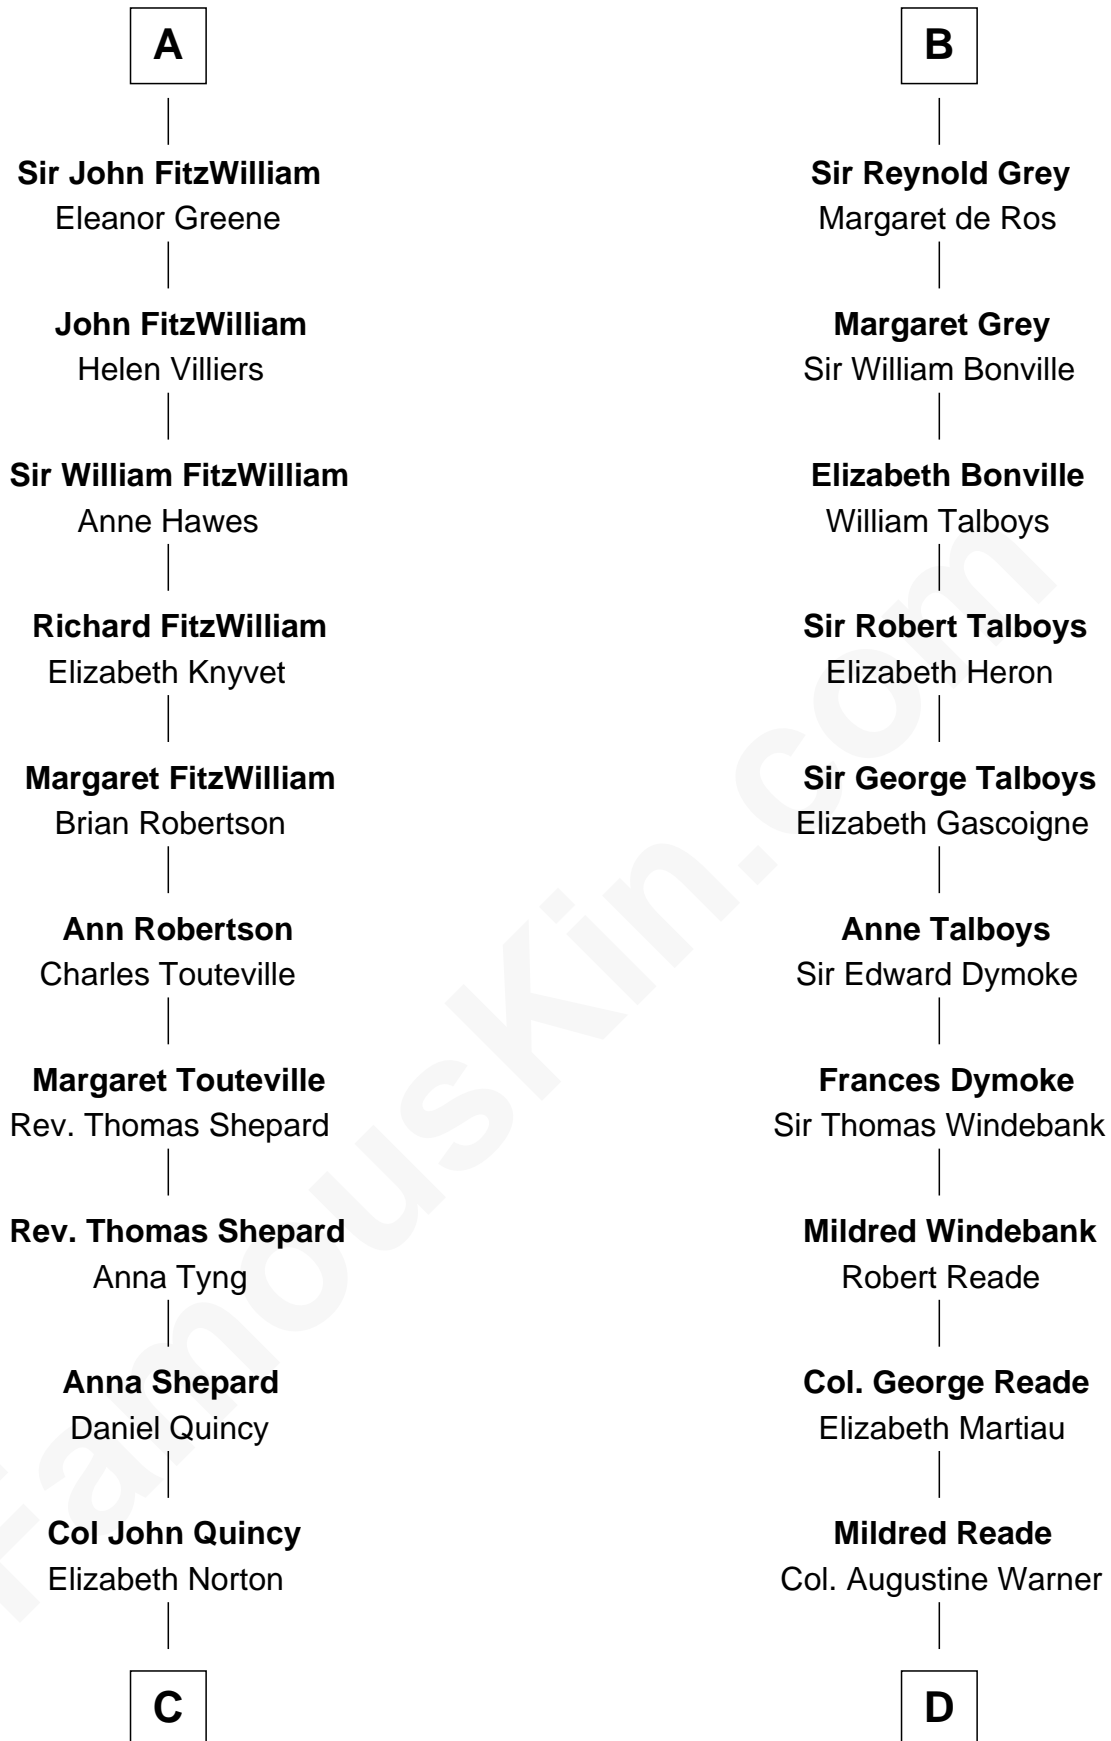 A
Sir John FitzWilliam
Eleanor Greene
John FitzWilliam
Helen Villiers
Sir William FitzWilliam
Anne Hawes
Richard FitzWilliam
Elizabeth Knyvet
Margaret FitzWilliam
Brian Robertson
Ann Robertson
Charles Touteville
Margaret Touteville
Rev. Thomas Shepard
Rev. Thomas Shepard
Anna Tyng
Anna Shepard
Daniel Quincy
Col John Quincy
Elizabeth Norton
C
B
Sir Reynold Grey
Margaret de Ros
Margaret Grey
Sir William Bonville
Elizabeth Bonville
William Talboys
Sir Robert Talboys
Elizabeth Heron
Sir George Talboys
Elizabeth Gascoigne
Anne Talboys
Sir Edward Dymoke
Frances Dymoke
Sir Thomas Windebank
Mildred Windebank
Robert Reade
Col. George Reade
Elizabeth Martiau
Mildred Reade
Col. Augustine Warner
D
FamousKin.com